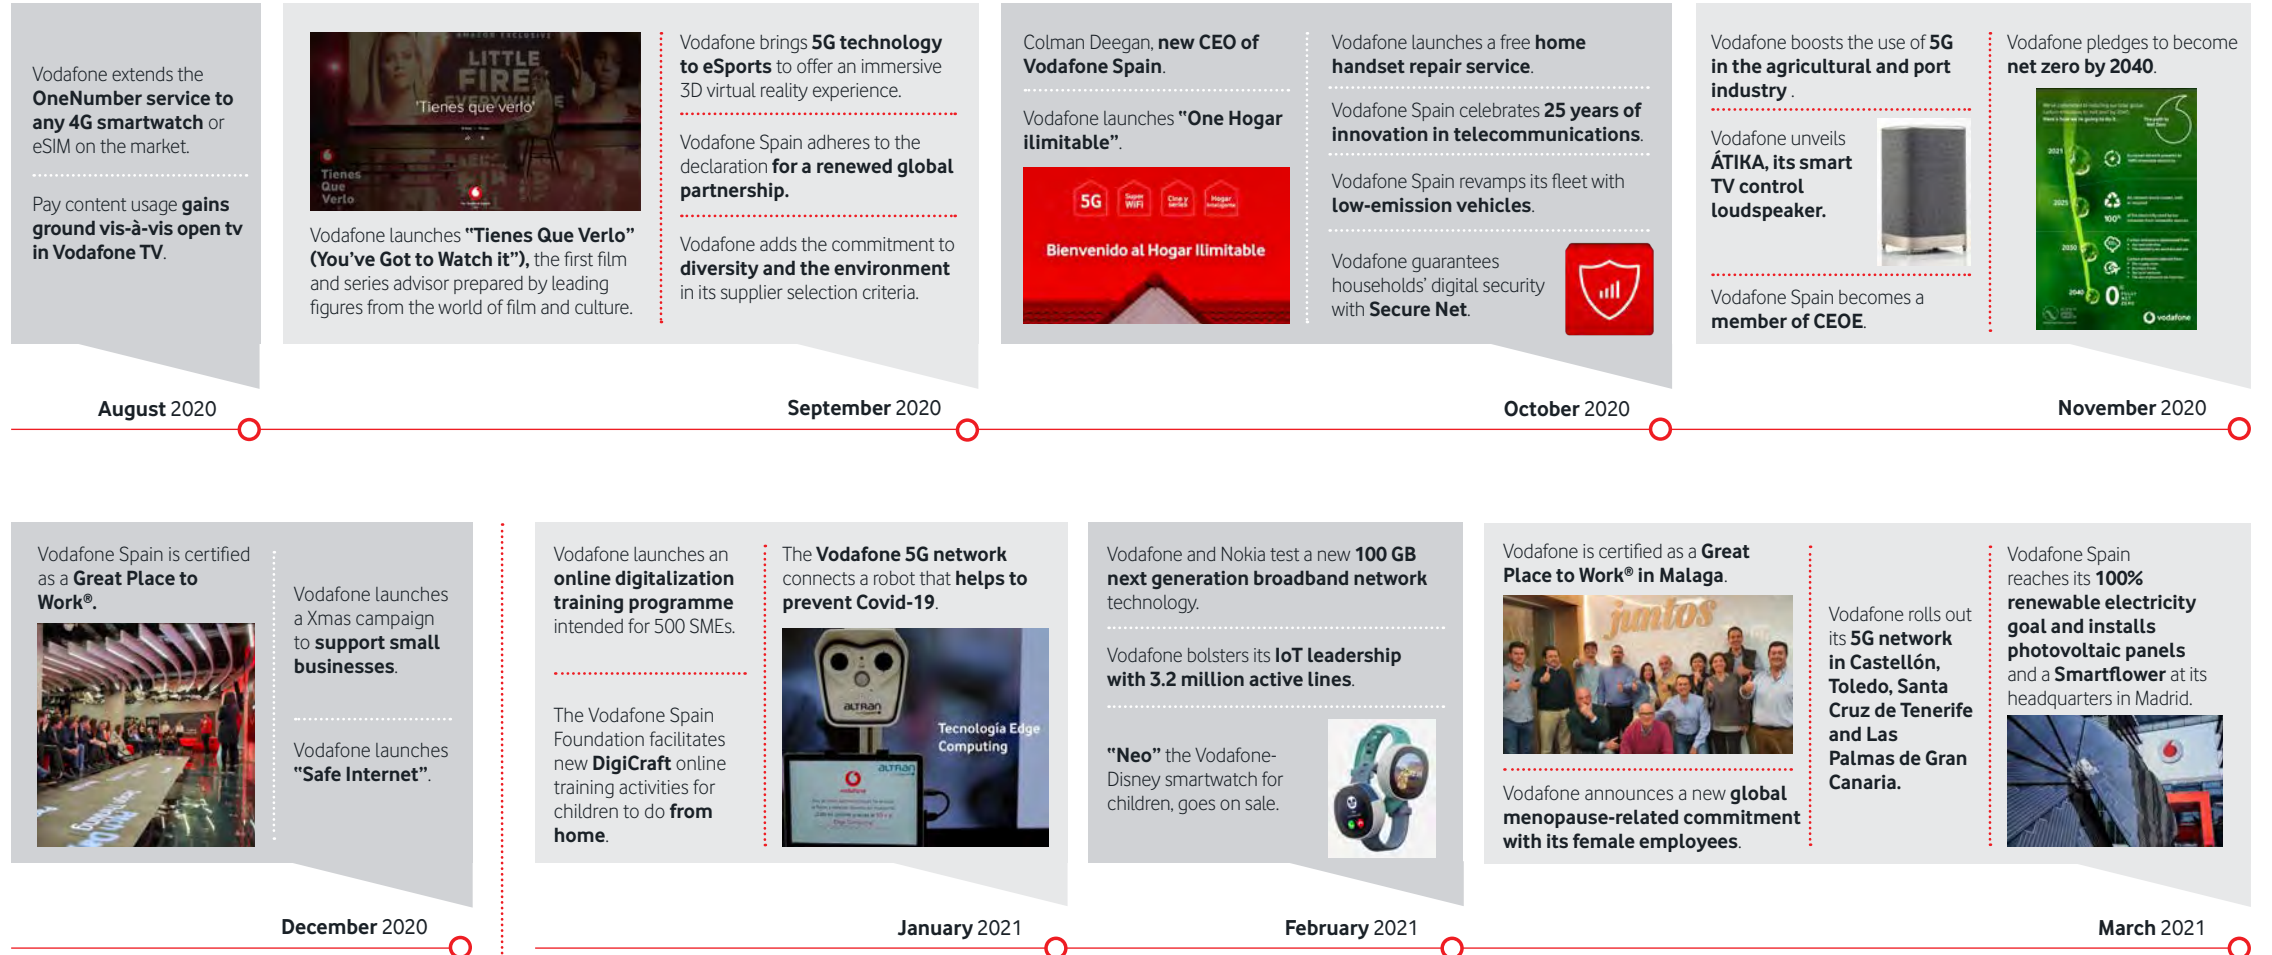 Vodafone extends the
OneNumber service to
any 4G smartwatch or
eSIM on the market.
Pay content usage gains
ground vis-à-vis open tv
in Vodafone TV.
August 2020
LITTLE
FIRE
EVERYWHERE
'Tienes que verlo'
Tienes
Que
Verlo
Vodafone launches “Tienes Que Verlo”
(You’ve Got to Watch it”), the first film
and series advisor prepared by leading
figures from the world of film and culture.
Vodafone brings 5G technology
to eSports to offer an immersive
3D virtual reality experience.
Vodafone Spain adheres to the
declaration for a renewed global
partnership.
Vodafone adds the commitment to
diversity and the environment
in its supplier selection criteria.
September 2020
Colman Deegan, new CEO of
Vodafone Spain.
Vodafone launches “One Hogar
ilimitable”.
5G
Super
WiFi
Cine y
series
Hogar
Inteligente
Bienvenido al Hogar Ilimitable
Vodafone launches a free home
handset repair service.
Vodafone Spain celebrates 25 years of
innovation in telecommunications.
Vodafone Spain revamps its fleet with
low-emission vehicles.
Vodafone guarantees
households’ digital security
with Secure Net.
October 2020
Vodafone boosts the use of 5G
in the agricultural and port
industry .
Vodafone unveils
ÁTIKA, its smart
TV control
loudspeaker.
Vodafone Spain becomes a
member of CEOE.
Vodafone pledges to become
net zero by 2040.
The path to
Net Zero
2021
2025
100%
2030
2040
0
vodafone
November 2020
Vodafone Spain is certified
as a Great Place to
Work®.
Vodafone launches
a Xmas campaign
to support small
businesses.
Vodafone launches
“Safe Internet”.
December 2020
Vodafone launches an
online digitalization
training programme
intended for 500 SMEs.
The Vodafone Spain
Foundation facilitates
new DigiCraft online
training activities for
children to do from
home.
The Vodafone 5G network
connects a robot that helps to
prevent Covid-19.
altran
Tecnología Edge
Computing
altran
vodafone
January 2021
Vodafone and Nokia test a new 100 GB
next generation broadband network
technology.
Vodafone bolsters its IoT leadership
with 3.2 million active lines.
“Neo” the Vodafone-
Disney smartwatch for
children, goes on sale.
February 2021
Vodafone is certified as a Great
Place to Work® in Malaga.
juntos
Vodafone announces a new global
menopause-related commitment
with its female employees.
Vodafone rolls out
its 5G network
in Castellón,
Toledo, Santa
Cruz de Tenerife
and Las
Palmas de Gran
Canaria.
Vodafone Spain
reaches its 100%
renewable electricity
goal and installs
photovoltaic panels
and a Smartflower at its
headquarters in Madrid.
March 2021